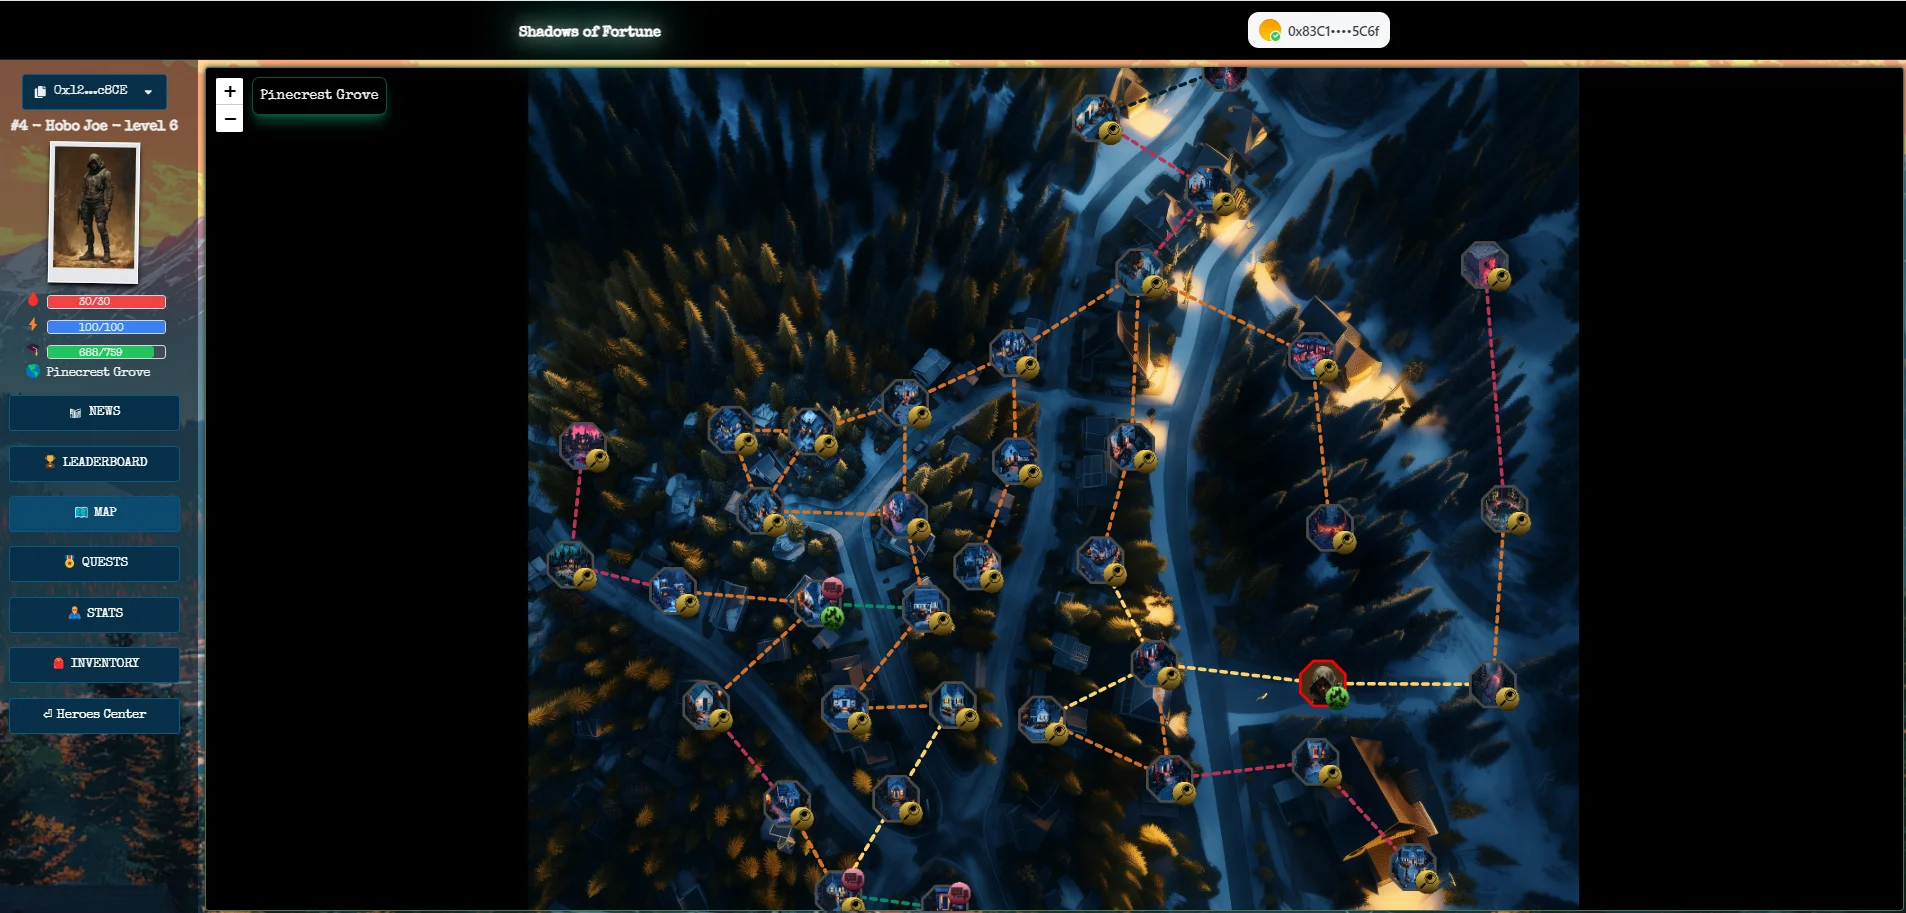 Shadows of Fortune
0x83C1••••5C6f
0x12...c8CE
#4 - Hobo Joe - level 6
30/30
100/100
688/759
Pinecrest Grove
NEWS
LEADERBOARD
MAP
QUESTS
STATS
INVENTORY
⏎ Heroes Center
+
−
Pinecrest Grove